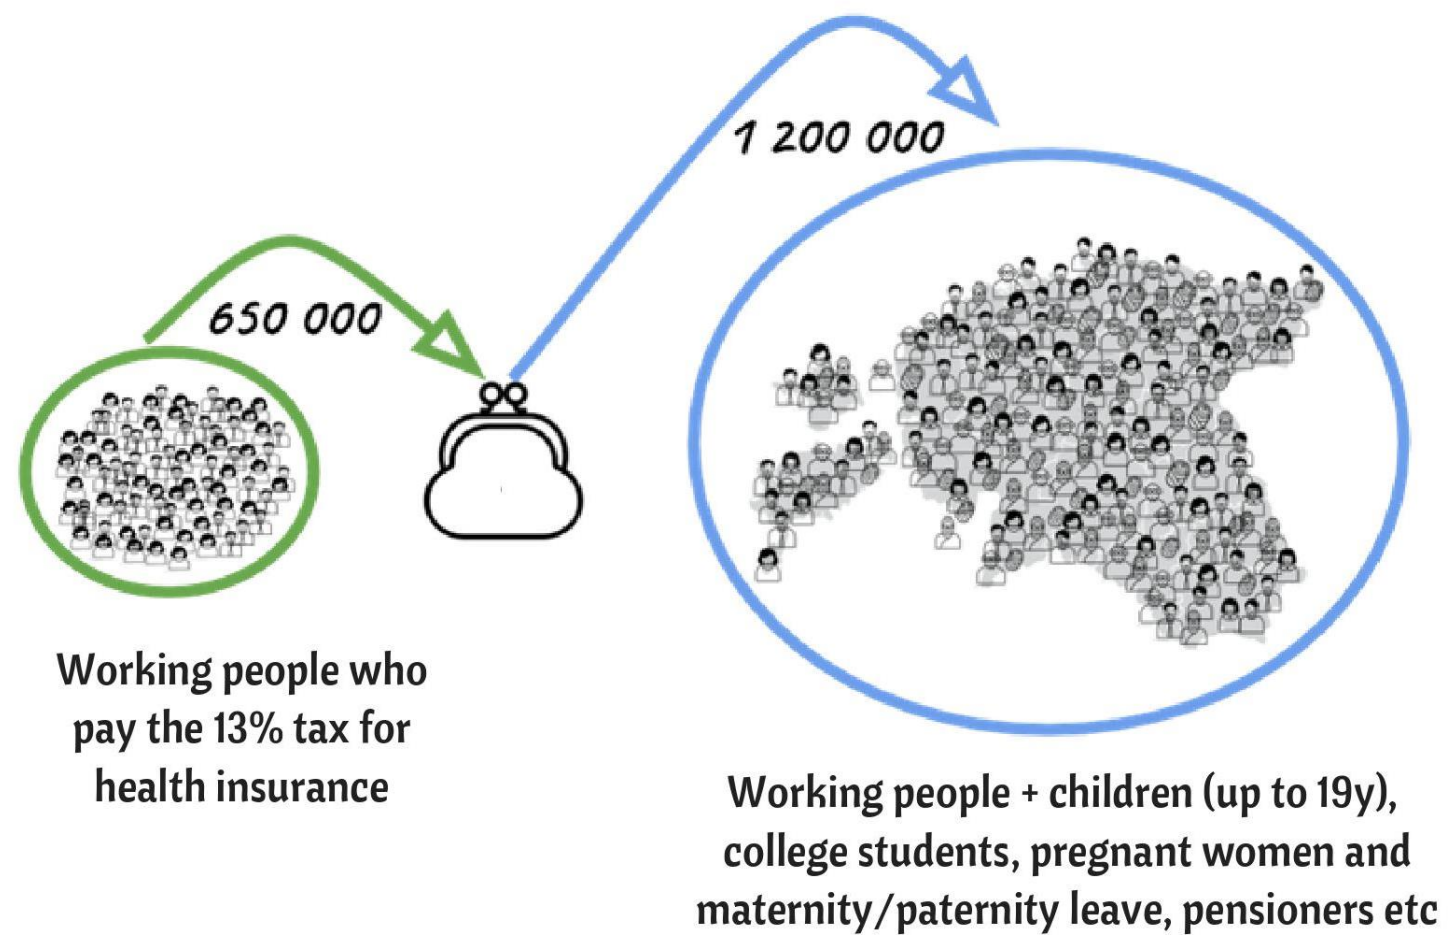 1 200 000
650 000
Working people who
pay the 13% tax for
health insurance
Working people + children (up to 19y),
college students, pregnant women and
maternity/paternity leave, pensioners etc